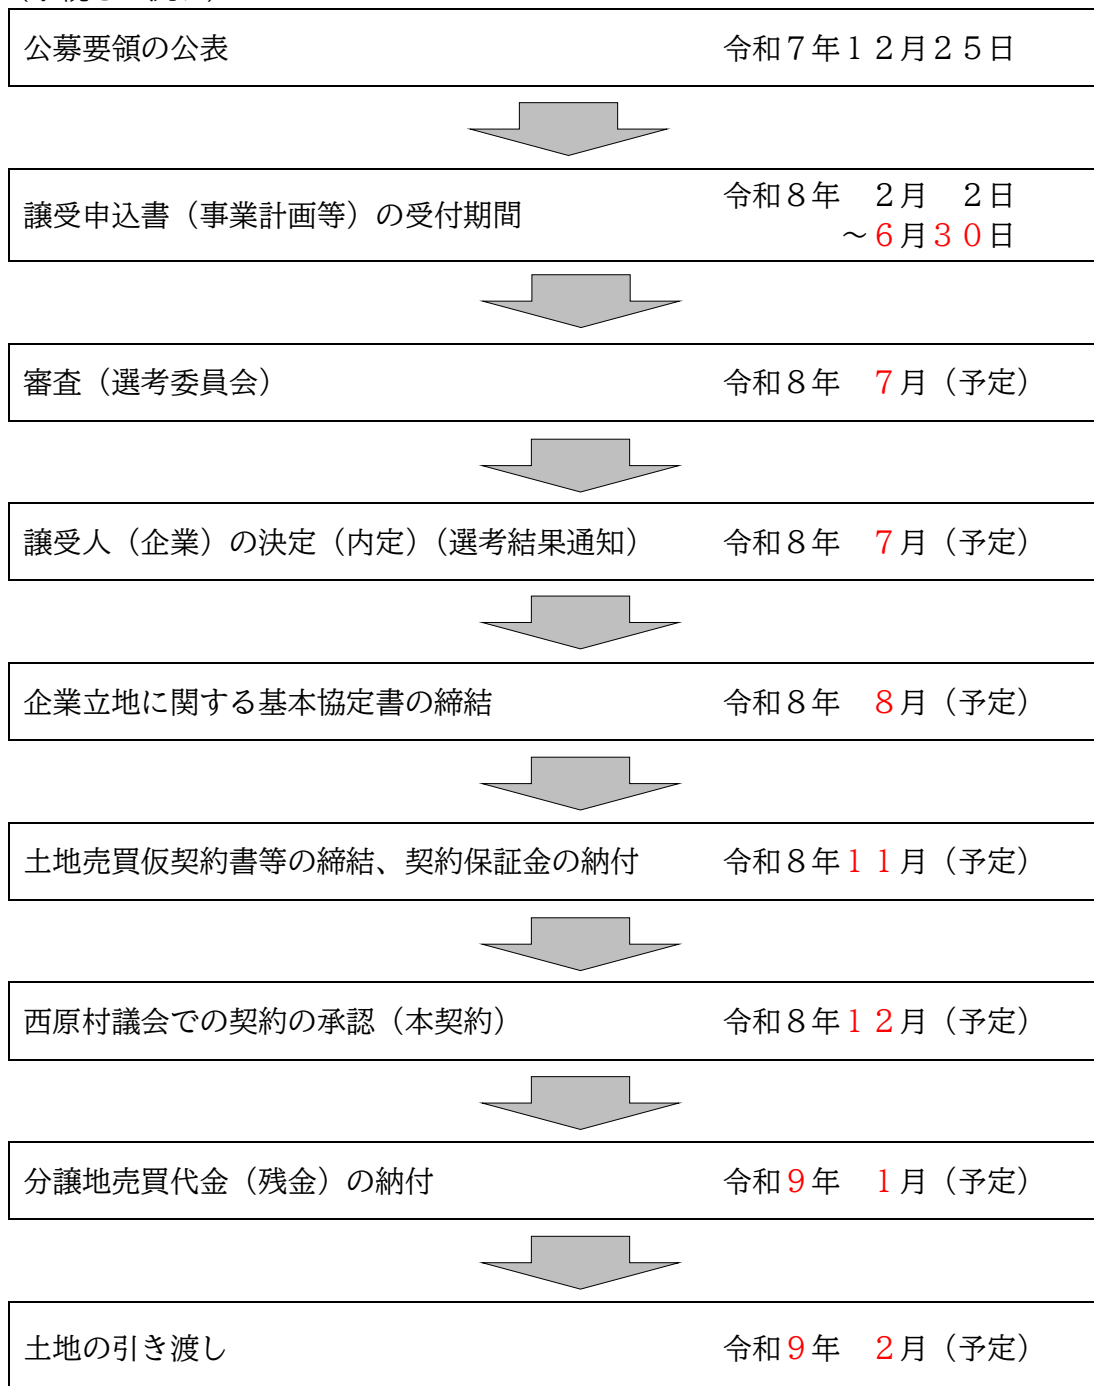 公募要領の公表 令和７年１２月２５日
譲受申込書（事業計画等）の受付期間 令和８年　２月　２日
～６月３０日
審査（選考委員会） 令和８年　７月（予定）
譲受人（企業）の決定（内定）（選考結果通知） 令和８年　７月（予定）
企業立地に関する基本協定書の締結 令和８年　８月（予定）
土地売買仮契約書等の締結、契約保証金の納付 令和８年１１月（予定）
西原村議会での契約の承認（本契約） 令和８年１２月（予定）
分譲地売買代金（残金）の納付 令和９年　１月（予定）
土地の引き渡し 令和９年　２月（予定）